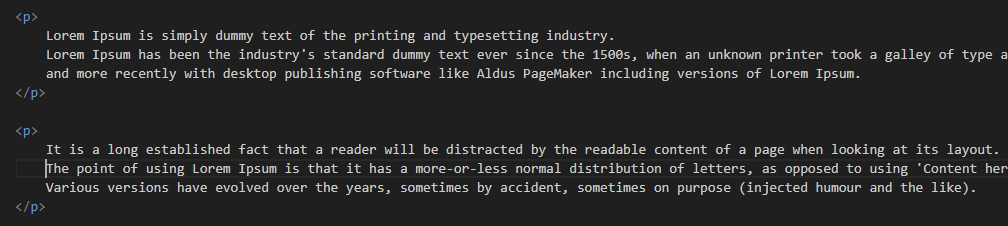 <p>
Lorem Ipsum is simply dummy text of the printing and typesetting industry.
Lorem Ipsum has been the industry's standard dummy text ever since the 1500s, when an unknown printer took a galley of type a
and more recently with desktop publishing software like Aldus PageMaker including versions of Lorem Ipsum.
</p>
<p>
It is a long established fact that a reader will be distracted by the readable content of a page when looking at its layout.
The point of using Lorem Ipsum is that it has a more-or-less normal distribution of letters, as opposed to using 'Content her
Various versions have evolved over the years, sometimes by accident, sometimes on purpose (injected humour and the like).
</p>